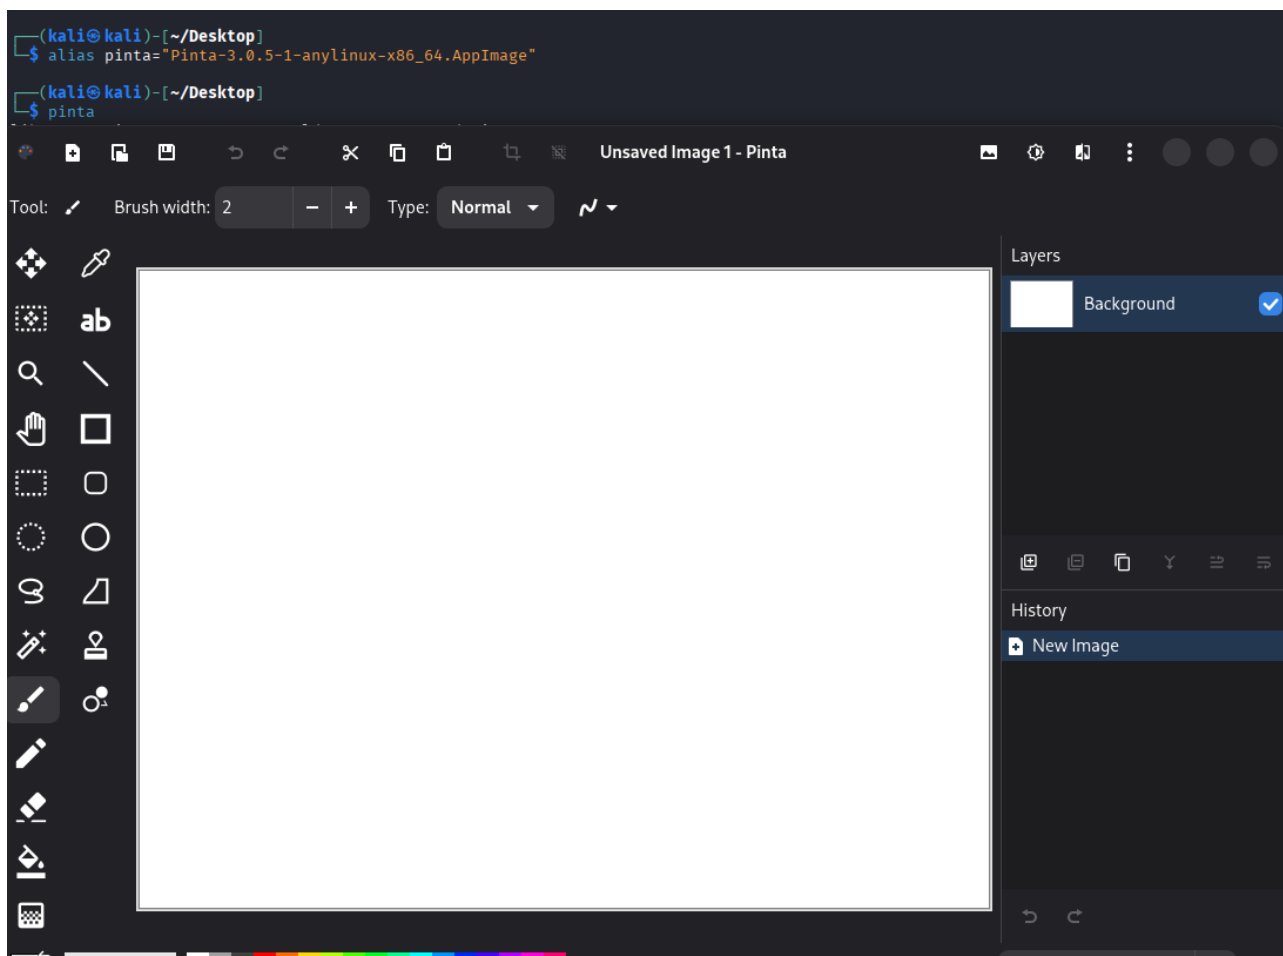 ┌──(kali㉿kali)-[~/Desktop]
└─$ alias pinta="Pinta-3.0.5-1-anylinux-x86_64.AppImage"
┌──(kali㉿kali)-[~/Desktop]
└─$ pinta
Unsaved Image 1 - Pinta
Tool: Brush width: 2 − + Type: Normal
Layers
Background
ab
History
New Image